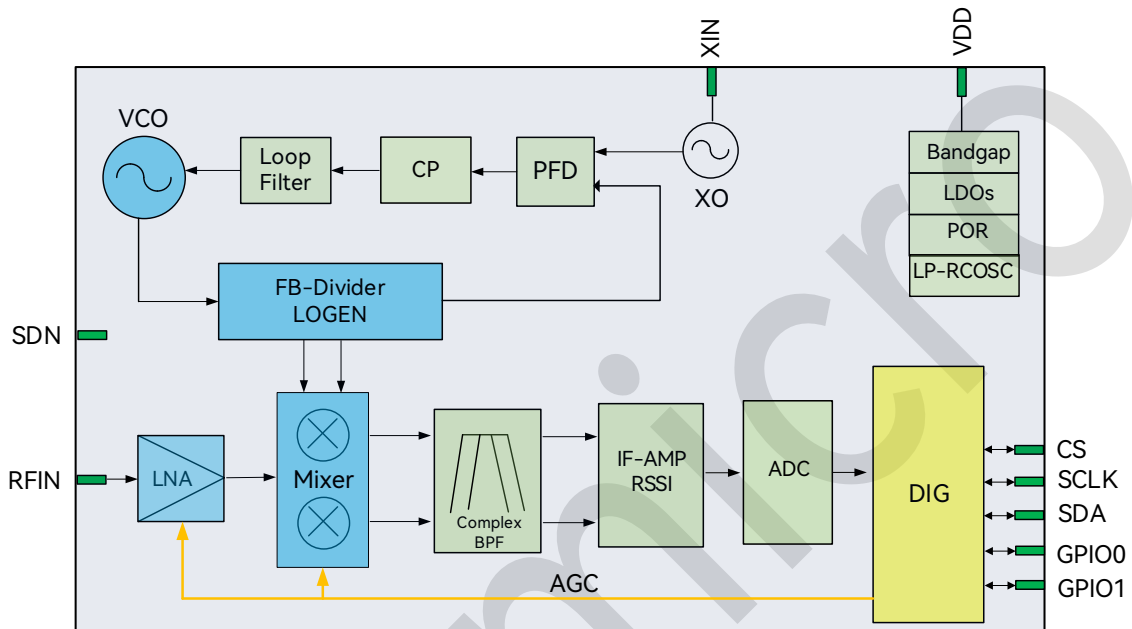 XIN
VDD
VCO
Loop
Filter
CP
PFD
XO
Bandgap
LDOs
POR
LP-RCOSC
FB-Divider
LOGEN
SDN
RFIN
LNA
Mixer
Complex
BPF
IF-AMP
RSSI
ADC
DIG
CS
SCLK
SDA
GPIO0
GPIO1
AGC
micro